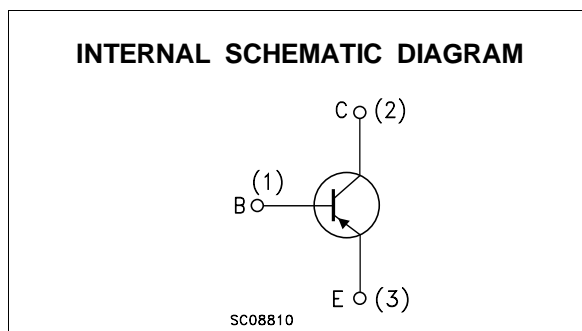 INTERNAL SCHEMATIC DIAGRAM
C (2)
(1)
B
E (3)
SC08810